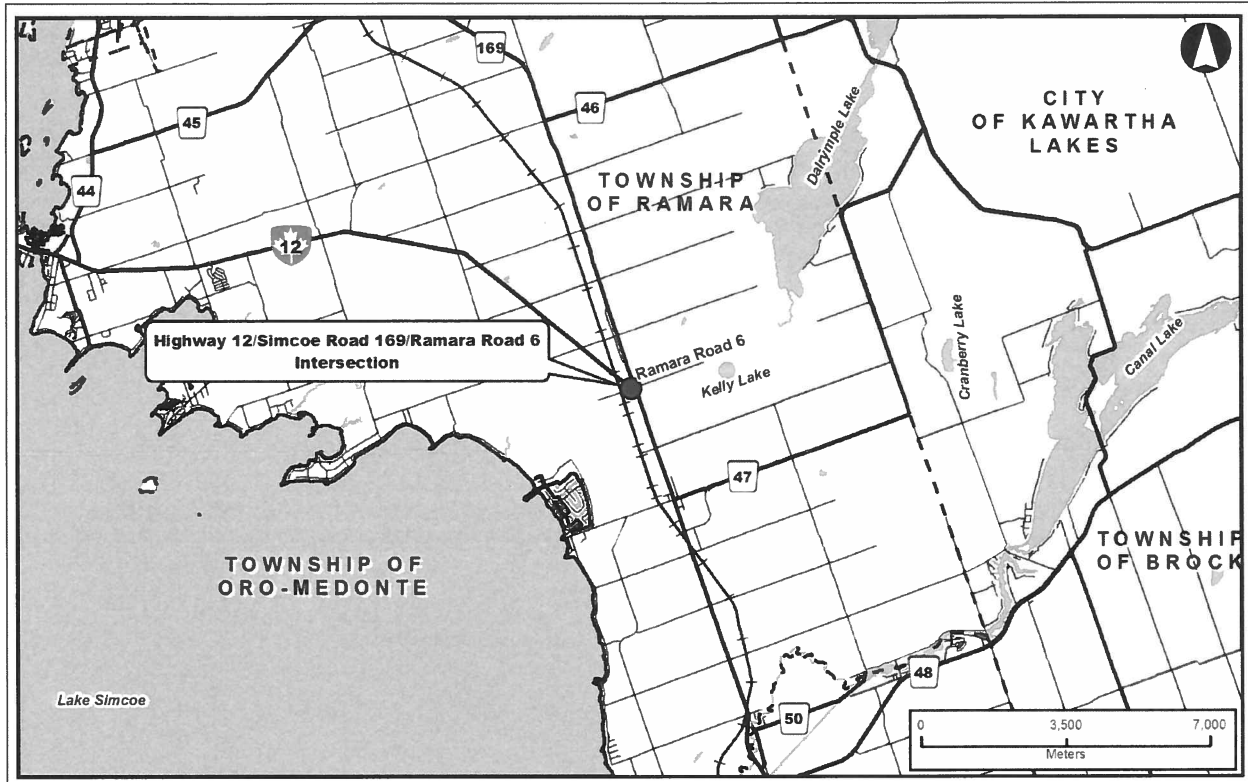 169
46
45
44
12
CITY
OF KAWARTHA
LAKES
Dalrymple Lake
TOWNSHIP
OF RAMARA
Highway 12/Simcoe Road 169/Ramara Road 6
Intersection
Ramara Road 6
Kelly Lake
Cranberry Lake
Canal Lake
47
TOWNSHIP
OF BROCK
TOWNSHIP OF
ORO-MEDONTE
48
50
Lake Simcoe
0 3,500 7,000
Meters